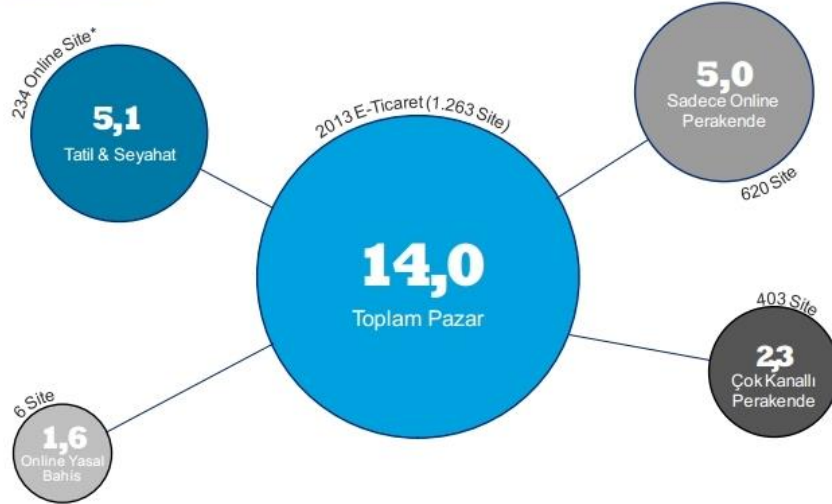 234 Online Site*
5,1
Tatil & Seyahat
2013 E-Ticaret (1.263 Site)
14,0
Toplam Pazar
5,0
Sadece Online
Perakende
620 Site
403 Site
2,3
Çok Kanallı
Perakende
6 Site
1,6
Online Yasal
Bahis